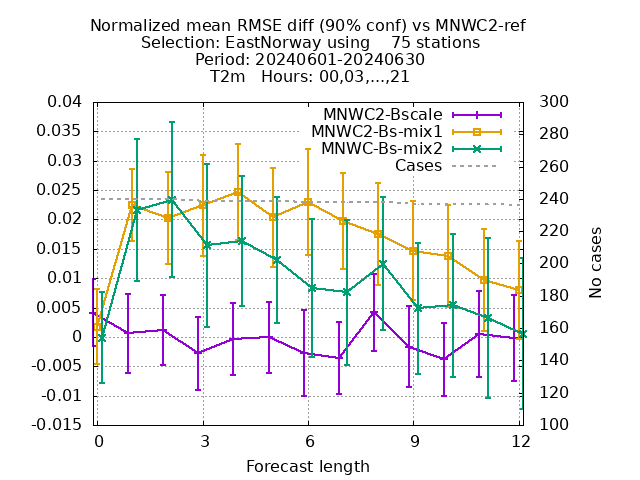 Normalized mean RMSE diff (90% conf) vs MNWC2-ref
Selection: EastNorway using    75 stations
Period: 20240601-20240630
T2m   Hours: 00,03,...,21
MNWC2-Bscale
MNWC2-Bs-mix1
MNWC-Bs-mix2
Cases
0.04
0.035
0.03
0.025
0.02
0.015
0.01
0.005
0
-0.005
-0.01
-0.015
300
280
260
240
220
200
180
160
140
120
100
No cases
0 3 6 9 12
Forecast length